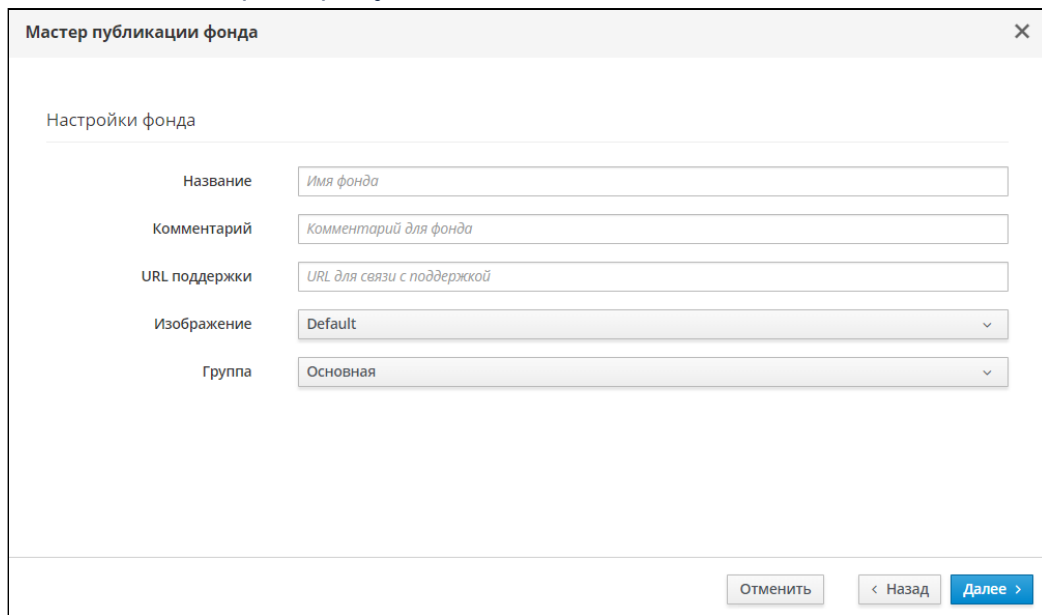 Мастер публикации фонда ×
Настройки фонда
Название Имя фонда
Комментарий Комментарий для фонда
URL поддержки URL для связи с поддержкой
Изображение Default
Группа Основная
Отменить < Назад Далее >